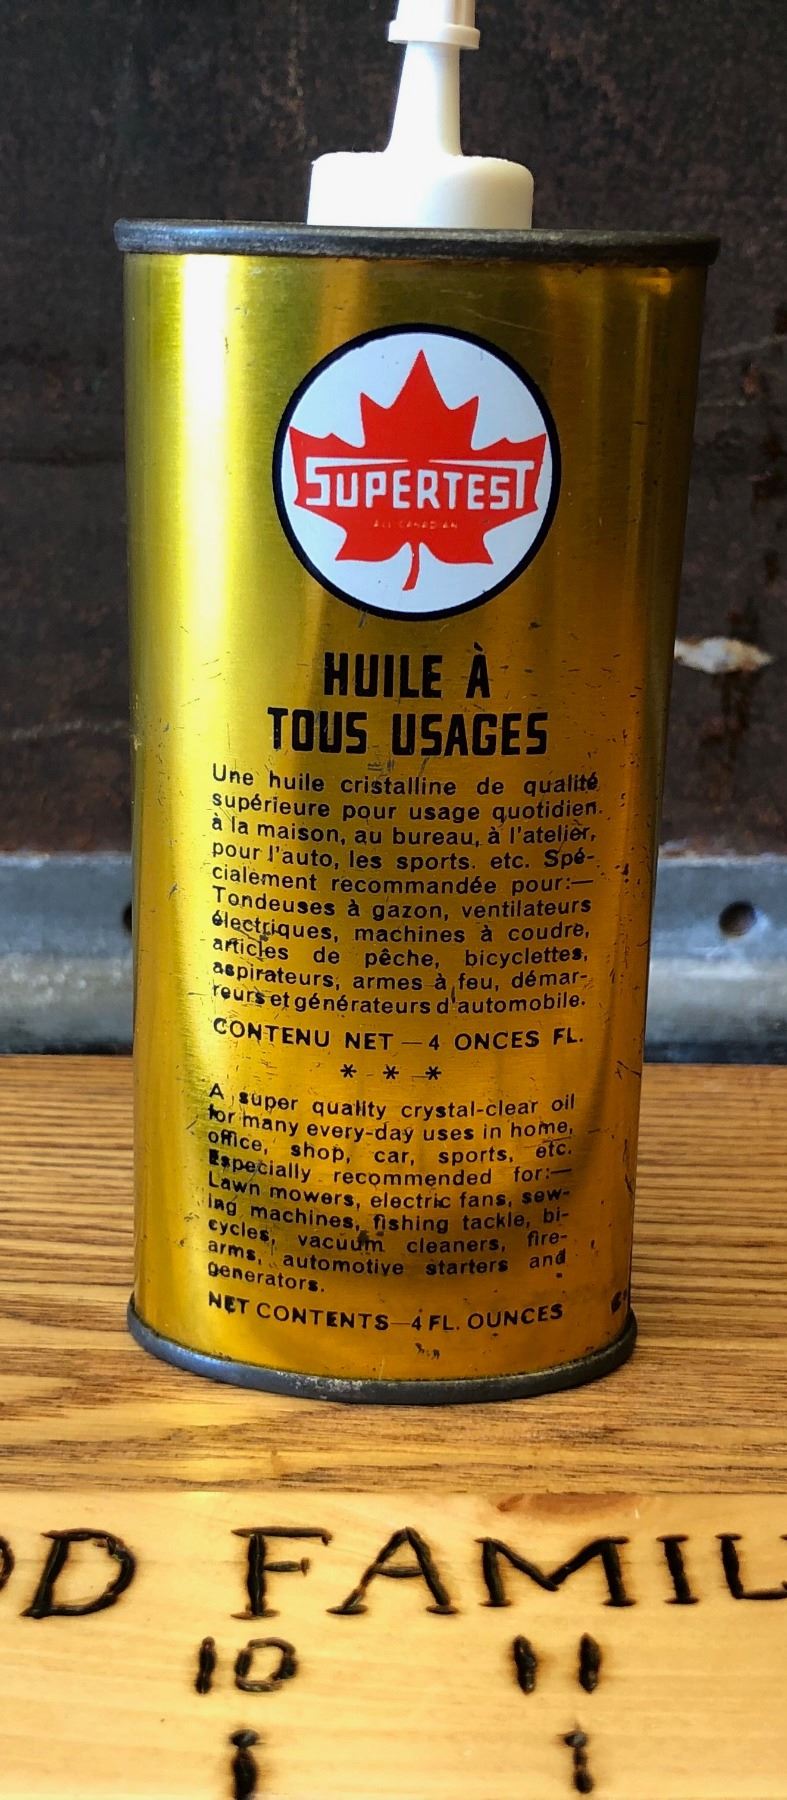 SUPERTEST
ALL CANADIAN
HUILE À
TOUS USAGES
Une huile cristalline de qualité
supérieure pour usage quotidien.
à la maison, au bureau, à l'atelier,
pour l'auto, les sports. etc. Spé-
cialement recommandée pour:—
Tondeuses à gazon, ventilateurs
électriques, machines à coudre,
articles de pêche, bicyclettes,
aspirateurs, armes à feu, démar-
reurs et générateurs d'automobile.
CONTENU NET — 4 ONCES FL.
* * *
A super quality crystal-clear oil
for many every-day uses in home,
office, shop, car, sports, etc.
Especially recommended for:—
Lawn mowers, electric fans, sew-
ing machines, fishing tackle, bi-
cycles, vacuum cleaners, fire-
arms, automotive starters and
generators.
NET CONTENTS—4 FL. OUNCES
OD FAMIL
10 11